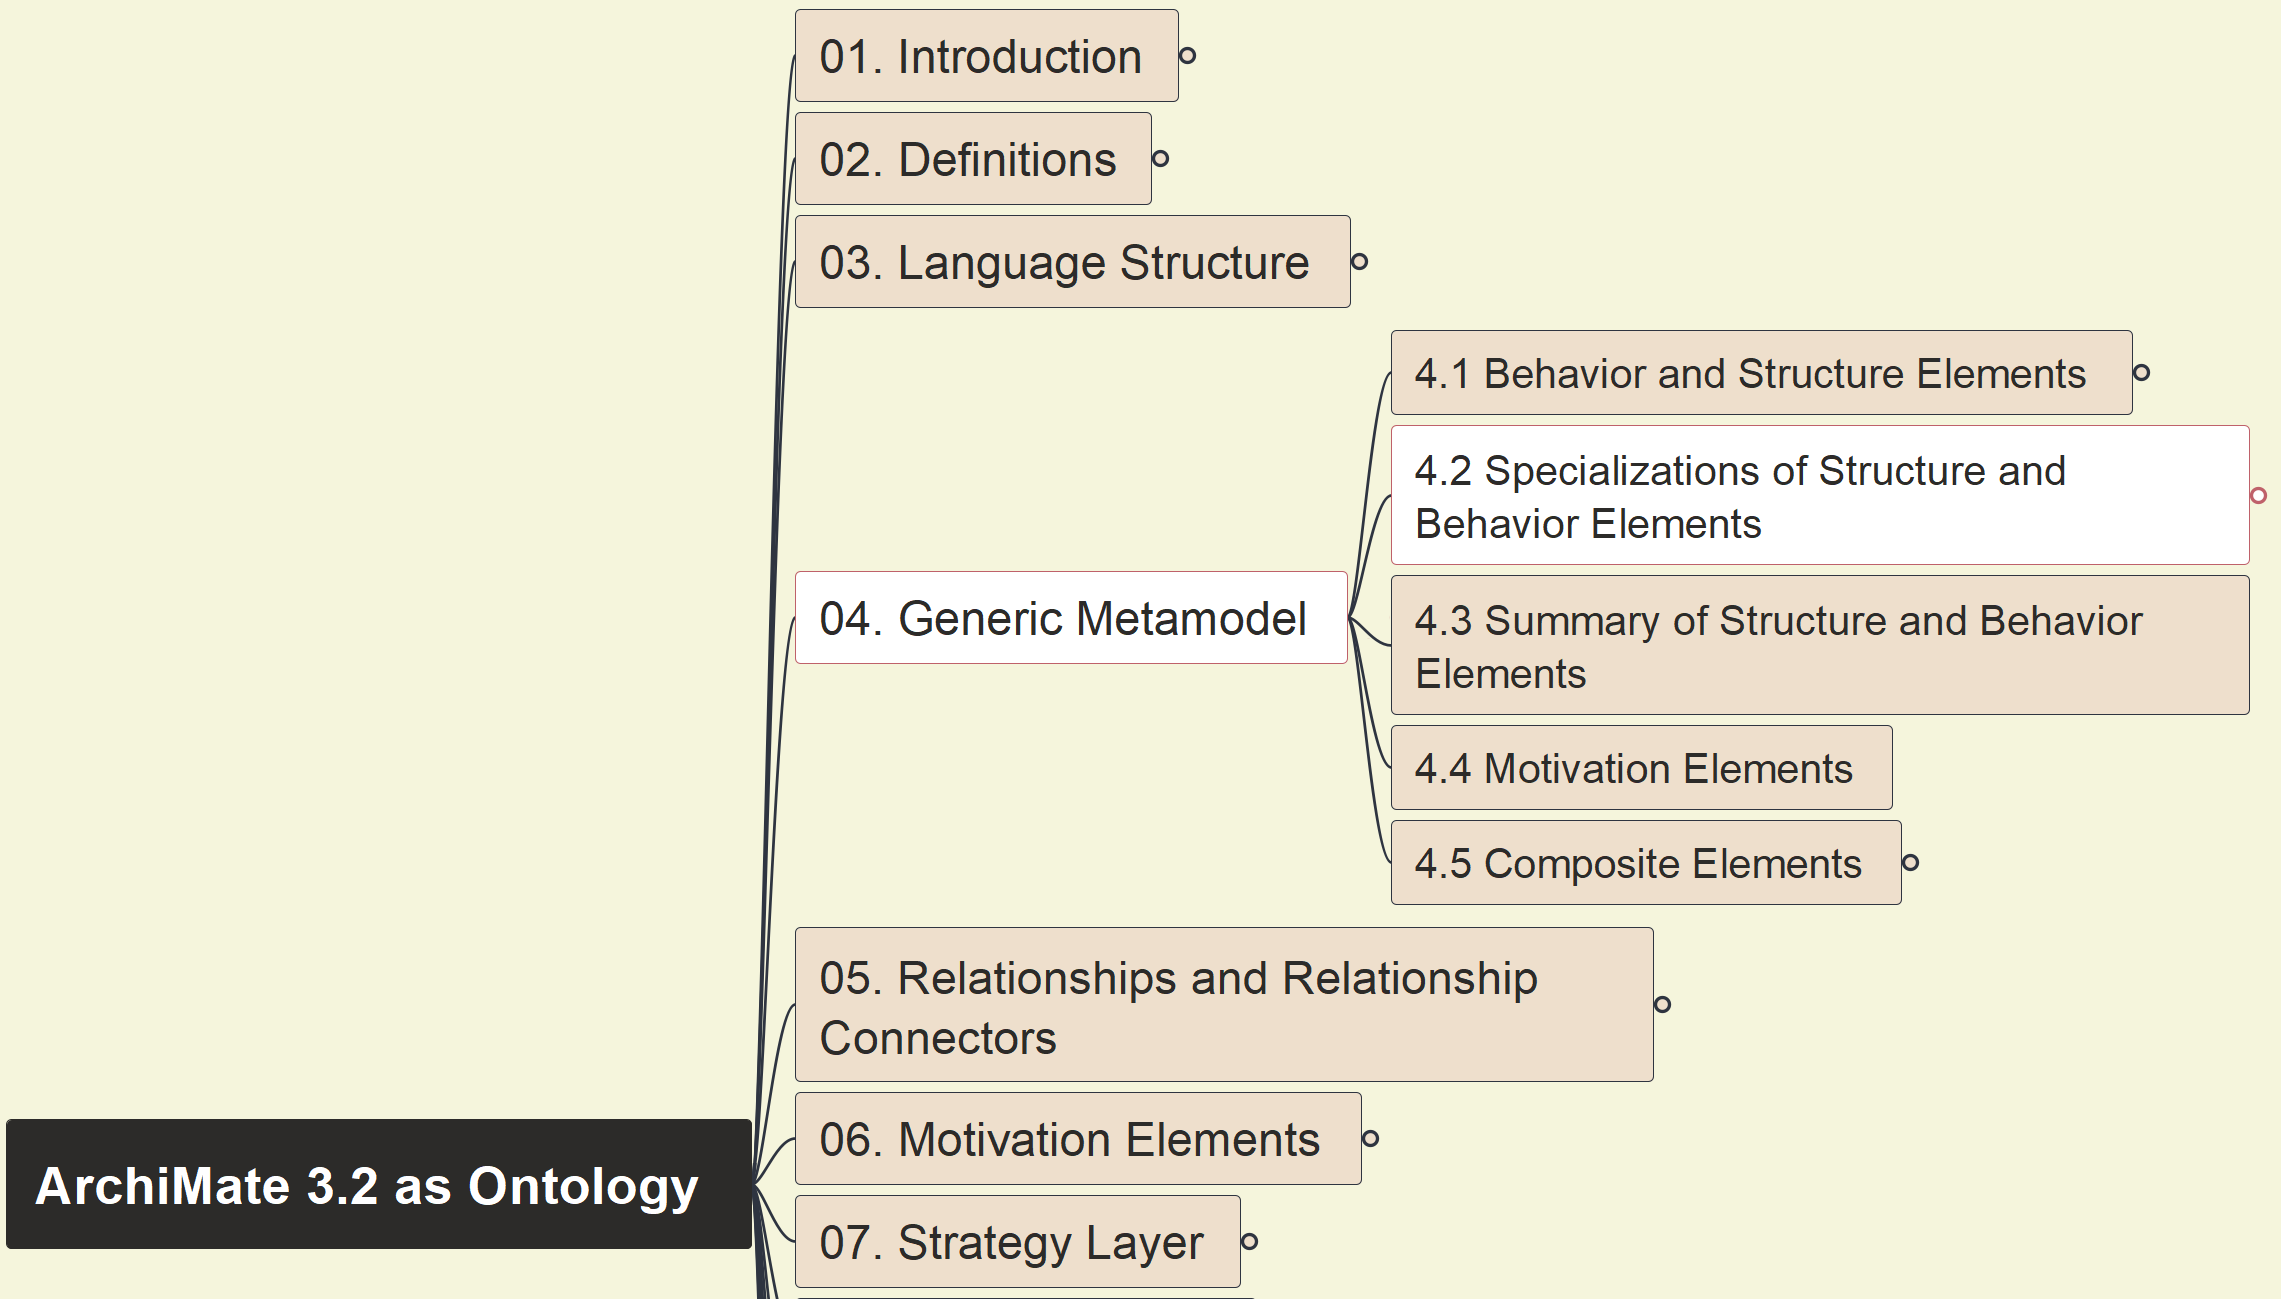 01. Introduction
02. Definitions
03. Language Structure
4.1 Behavior and Structure Elements
4.2 Specializations of Structure and
Behavior Elements
04. Generic Metamodel
4.3 Summary of Structure and Behavior
Elements
4.4 Motivation Elements
4.5 Composite Elements
05. Relationships and Relationship
Connectors
06. Motivation Elements
ArchiMate 3.2 as Ontology
07. Strategy Layer